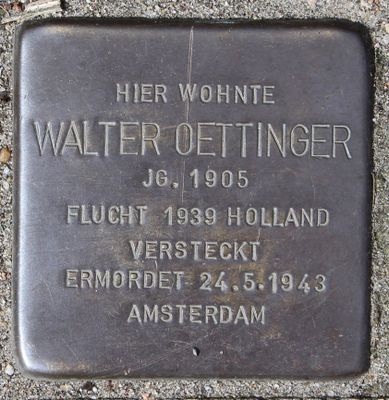 HIER WOHNTE
WALTER OETTINGER
JG. 1905
FLUCHT 1939 HOLLAND
VERSTECKT
ERMORDET 24.5.1943
AMSTERDAM